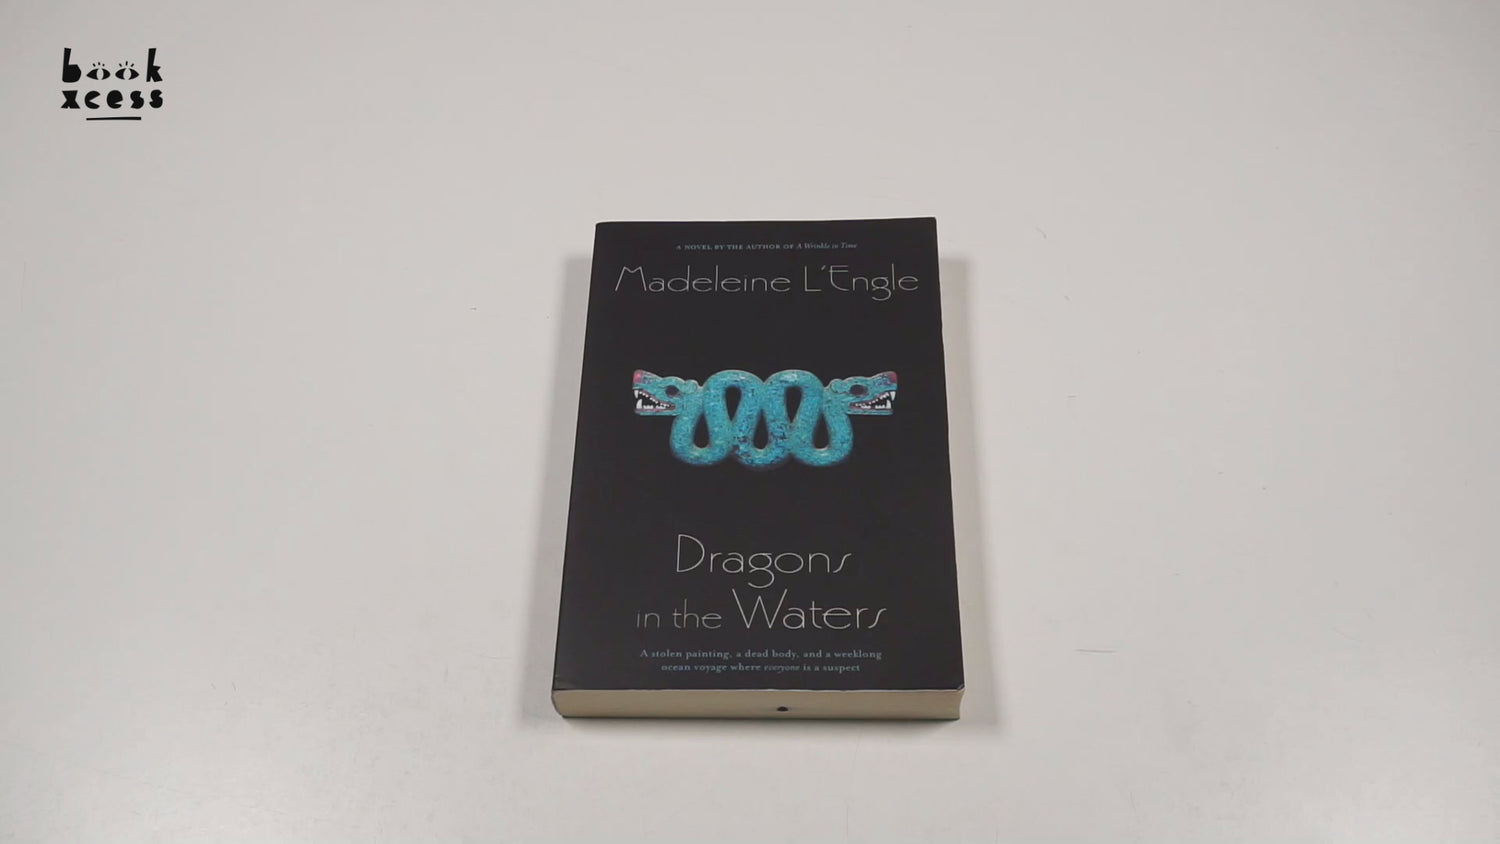 book
xcess
A NOVEL BY THE AUTHOR OF A Wrinkle in Time
Madeleine L'Engle
Dragons
in the Waters
A stolen painting, a dead body, and a weeklong
ocean voyage where everyone is a suspect